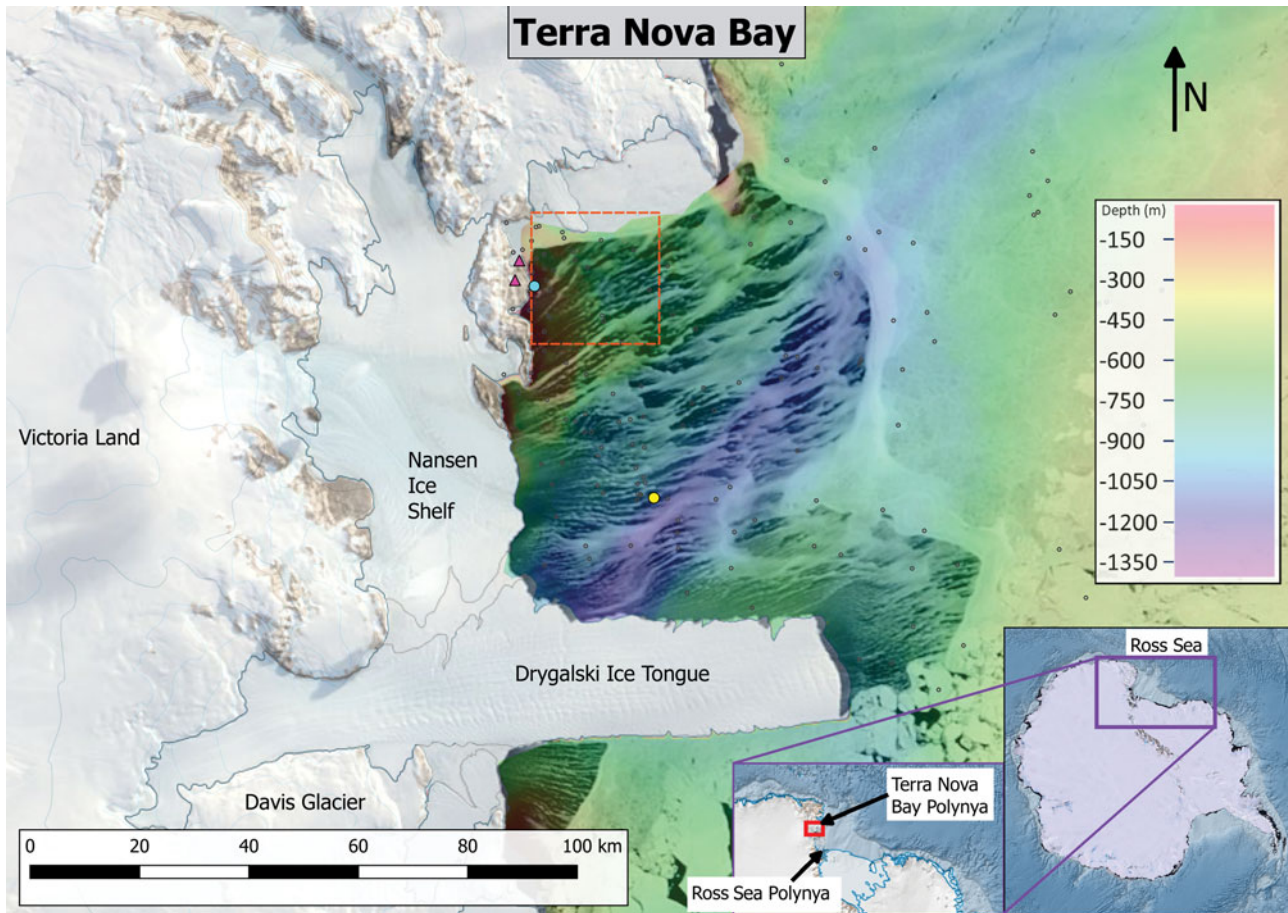 Terra Nova Bay
N
Depth (m)
-150
-300
-450
-600
-750
-900
-1050
-1200
-1350
Victoria Land
Nansen
Ice
Shelf
Drygalski Ice Tongue
Davis Glacier
0 20 40 60 80 100 km
Ross Sea
Terra Nova
Bay Polynya
Ross Sea Polynya